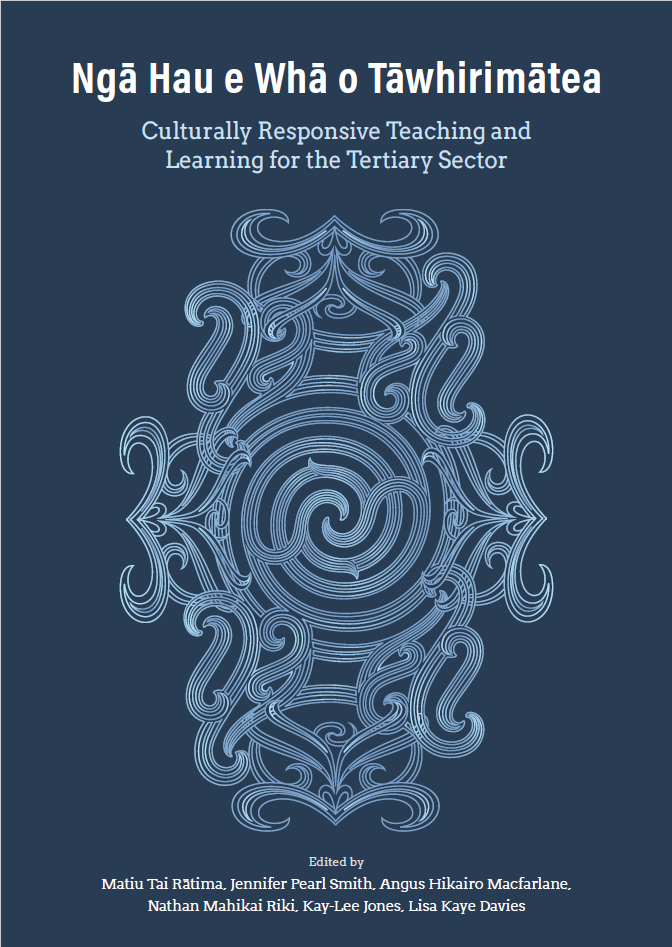 Ngā Hau e Whā o Tāwhirimātea
Culturally Responsive Teaching and
Learning for the Tertiary Sector
Edited by
Matiu Tai Rātima, Jennifer Pearl Smith, Angus Hikairo Macfarlane,
Nathan Mahikai Riki, Kay-Lee Jones, Lisa Kaye Davies